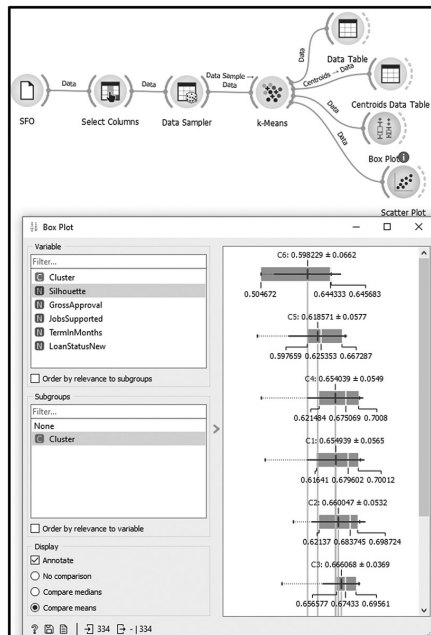 Data
Data
Data Sample → Data
Data
Centroids → Data
Data
Data
SFO
Select Columns
Data Sampler
k-Means
Data Table
Centroids Data Table
Box Plot
Scatter Plot
Box Plot
Variable
Filter...
C Cluster
N Silhouette
N GrossApproval
N JobsSupported
N TermInMonths
N LoanStatusNew
Order by relevance to subgroups
Subgroups
Filter...
None
C Cluster
Order by relevance to variable
Display
Annotate
No comparison
Compare medians
Compare means
? 334 - | 334
C6: 0.598229 ± 0.0662
0.504672 0.644333 0.645683
C5: 0.618571 ± 0.0577
0.597659 0.625353 0.667287
C4: 0.654039 ± 0.0549
0.621484 0.675069 0.7008
C1: 0.654939 ± 0.0565
0.61641 0.679602 0.70012
C2: 0.660047 ± 0.0532
0.62137 0.683745 0.698724
C3: 0.666068 ± 0.0369
0.656577 0.67433 0.69561